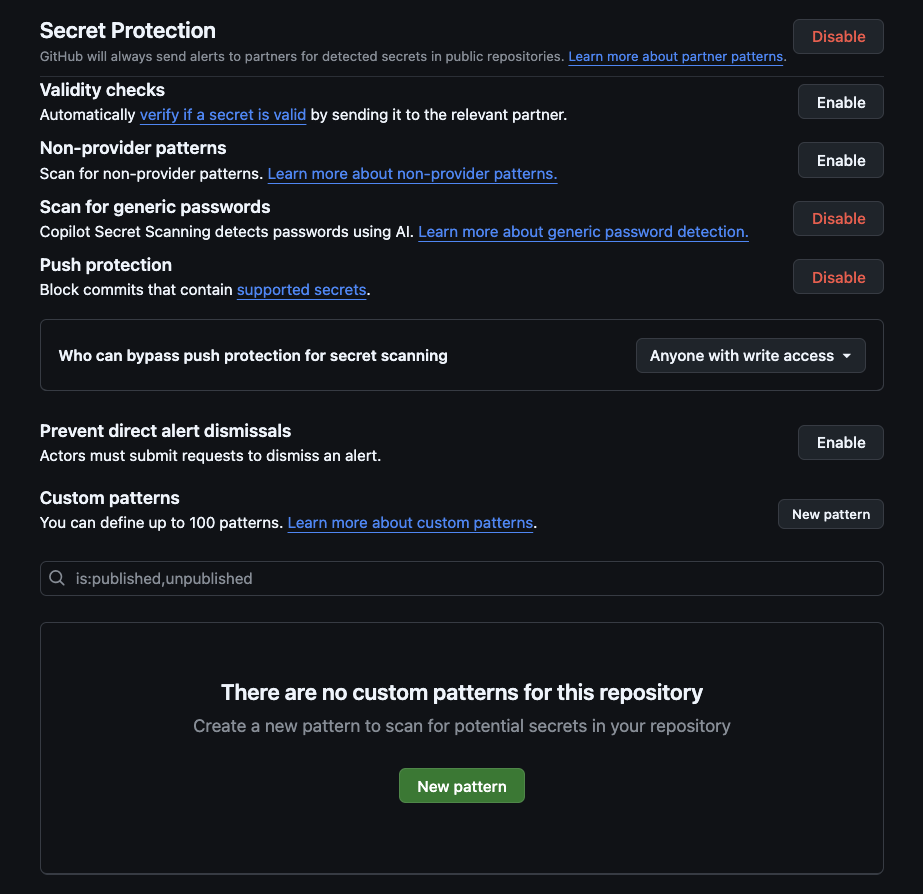 Secret Protection
Disable
GitHub will always send alerts to partners for detected secrets in public repositories. Learn more about partner patterns.
Validity checks
Enable
Automatically verify if a secret is valid by sending it to the relevant partner.
Non-provider patterns
Enable
Scan for non-provider patterns. Learn more about non-provider patterns.
Scan for generic passwords
Disable
Copilot Secret Scanning detects passwords using AI. Learn more about generic password detection.
Push protection
Disable
Block commits that contain supported secrets.
Who can bypass push protection for secret scanning
Anyone with write access
Prevent direct alert dismissals
Enable
Actors must submit requests to dismiss an alert.
Custom patterns
New pattern
You can define up to 100 patterns. Learn more about custom patterns.
is:published,unpublished
There are no custom patterns for this repository
Create a new pattern to scan for potential secrets in your repository
New pattern